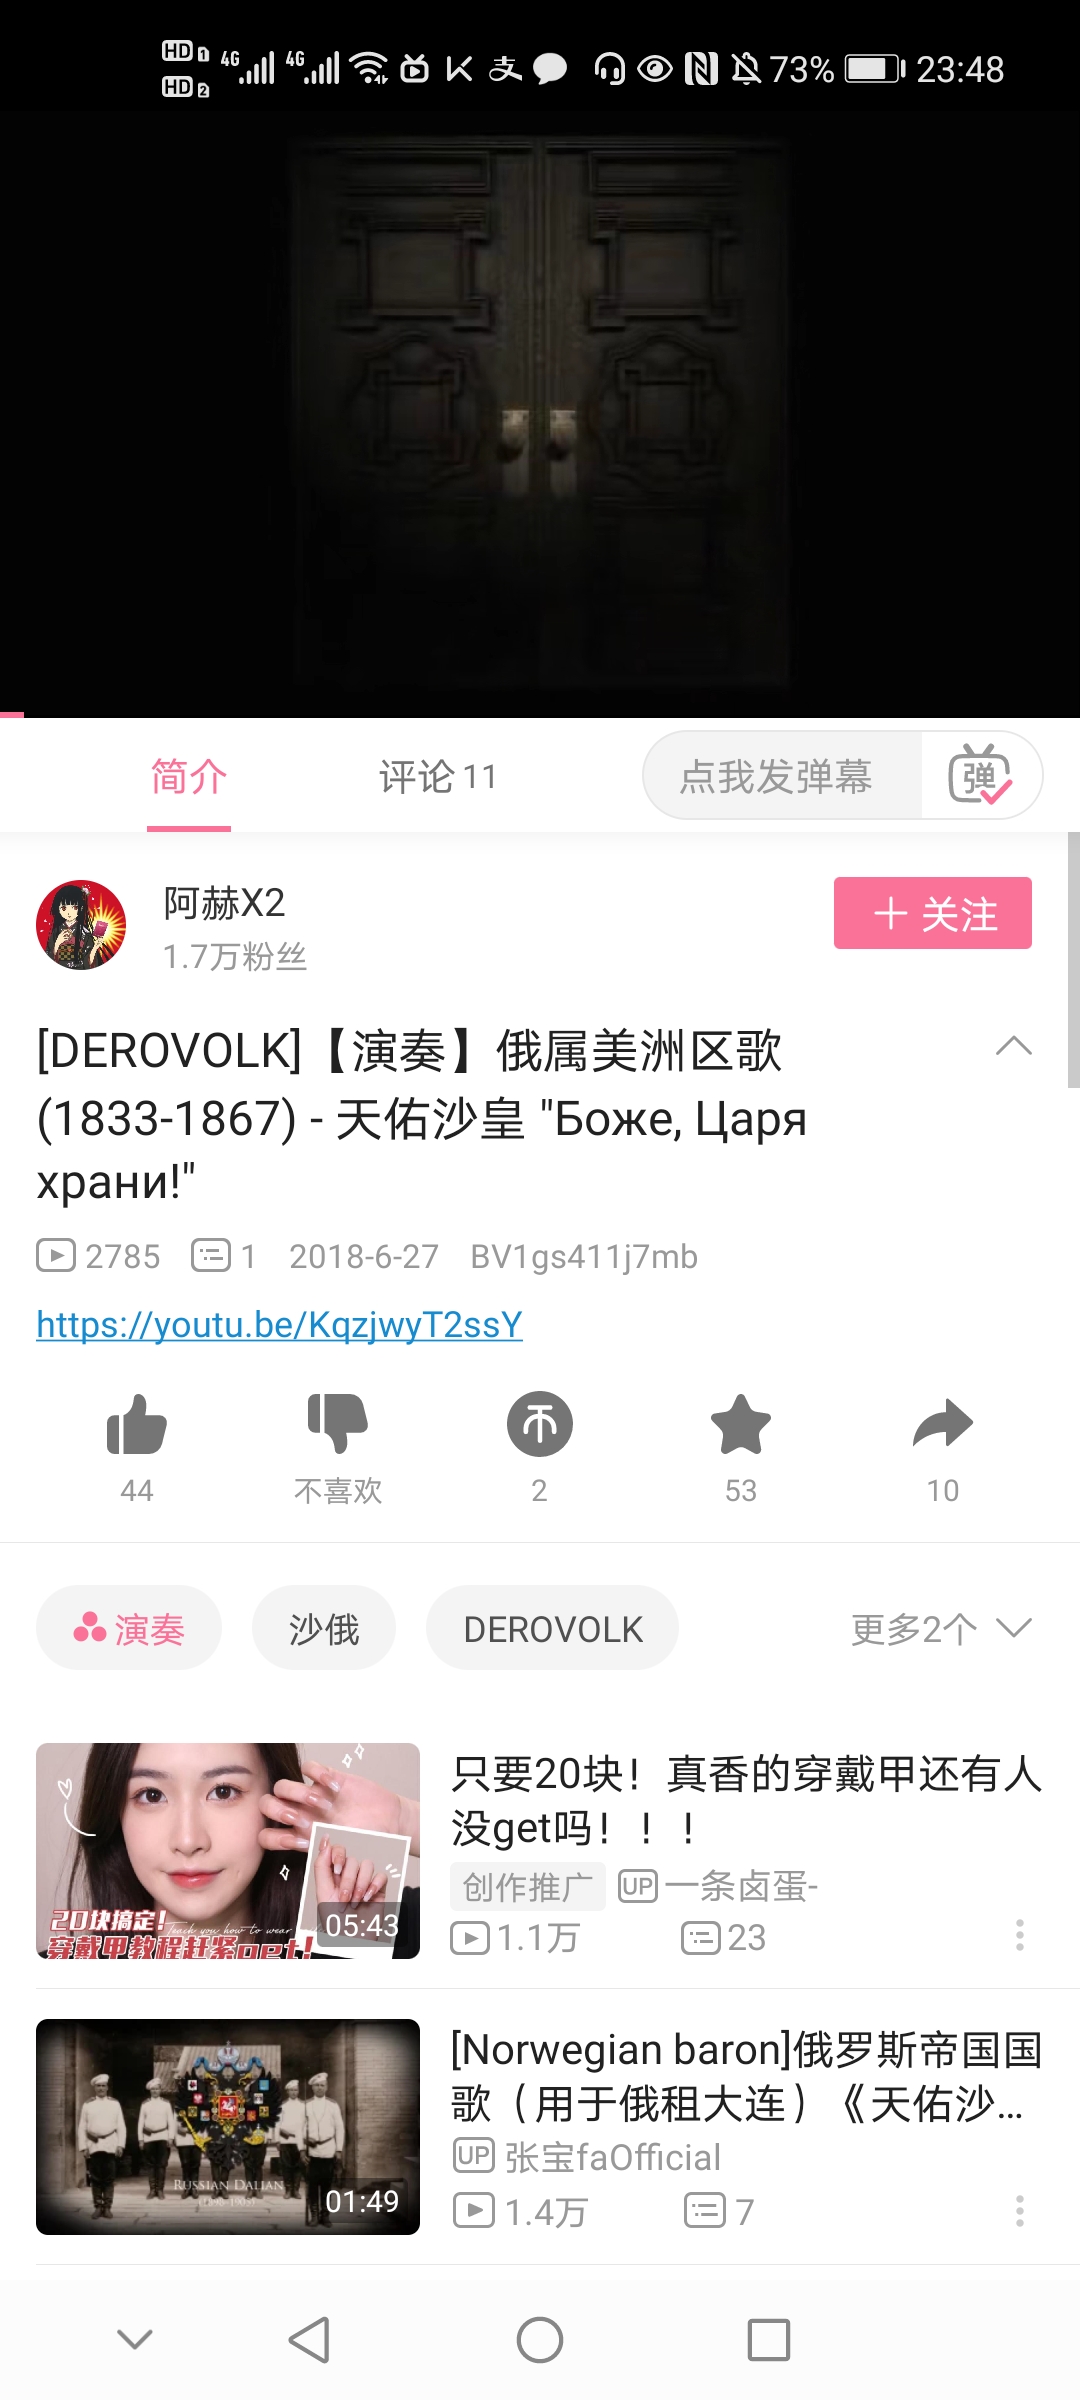 HD 1 4G 4G 支 73% 23:48
HD 2
简介 评论 11 点我发弹幕 弹
阿赫X2
1.7万粉丝
+ 关注
[DEROVOLK]【演奏】俄属美洲区歌
(1833-1867) - 天佑沙皇 "Боже, Царя
храни!"
2785 1 2018-6-27 BV1gs411j7mb
https://youtu.be/KqzjwyT2ssY
44 不喜欢 2 53 10
演奏 沙俄 DEROVOLK 更多2个
20块搞定!
Teach you how to wear
穿戴甲教程赶紧get!
05:43
只要20块！真香的穿戴甲还有人
没get吗！！！
创作推广 UP 一条卤蛋-
1.1万 23
RUSSIAN DALIAN
01:49
[Norwegian baron]俄罗斯帝国国
歌（用于俄租大连）《天佑沙...
UP 张宝faOfficial
1.4万 7